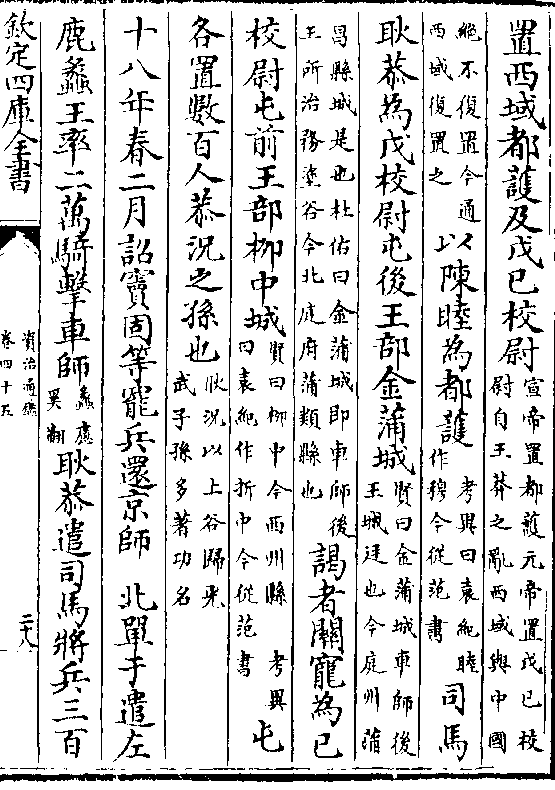 置西域都護及戊己校尉宣帝置都護元帝置戊己校
尉自王莽之亂西域與中國
絶不復置今通
西域復置之以陳睦為都護考異曰袁紀睦
作穆今從范書司馬
耿恭為戊校尉屯後王部金蒲城賢曰金蒲城車師後
王城廷也今庭州蒲
昌縣城是也杜佑曰金蒲城即車師後
王所治務塗谷今北庭府蒲類縣也謁者關寵為己
校尉屯前王部柳中城賢曰柳中今西州縣 考異
曰袁紀作折中今從范書屯
各置數百人恭況之孫也耿況以上谷歸光
武子孫多著功名
十八年春二月詔竇固等罷兵還京師 北單于遣左
鹿蠡王率二萬騎擊車師蠡鹿
奚翻耿恭遣司馬將兵三百
欽定四庫全書
資治通鑑
卷四十五
二十八